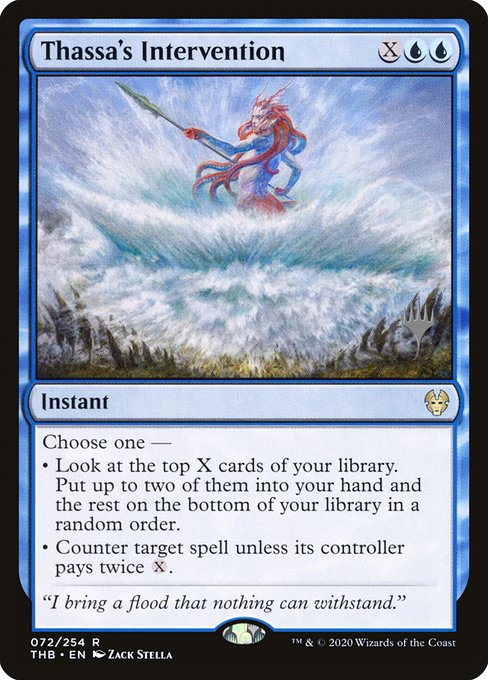 Thassa's Intervention X
Instant
Choose one —
• Look at the top X cards of your library.
Put up to two of them into your hand and
the rest on the bottom of your library in a
random order.
• Counter target spell unless its controller
pays twice X.
“I bring a flood that nothing can withstand.”
072/254 R
THB • EN Zack Stella
™ & © 2020 Wizards of the Coast